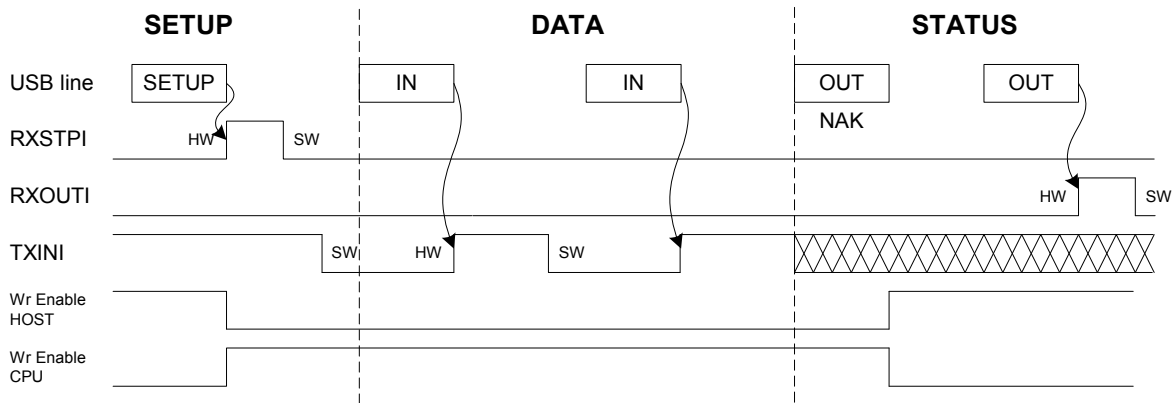 SETUP DATA STATUS
USB line SETUP IN IN OUT OUT
NAK
RXSTPI HW SW
RXOUTI HW SW
TXINI SW HW SW
Wr Enable
HOST
Wr Enable
CPU